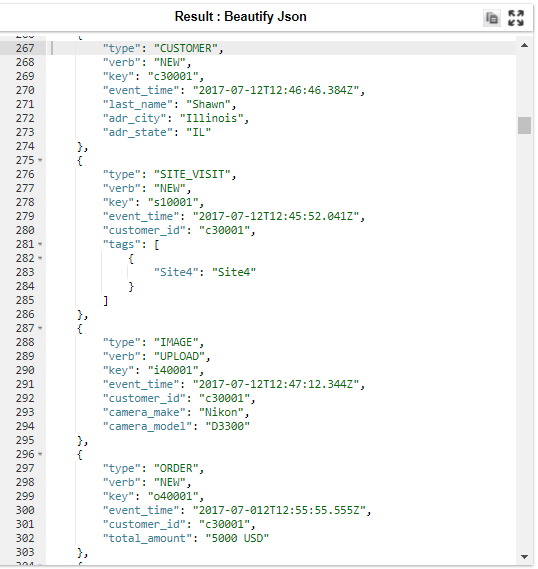 Result : Beautify Json
266 {
267 "type": "CUSTOMER",
268 "verb": "NEW",
269 "key": "c30001",
270 "event_time": "2017-07-12T12:46:46.384Z",
271 "last_name": "Shawn",
272 "adr_city": "Illinois",
273 "adr_state": "IL"
274 },
275 {
276 "type": "SITE_VISIT",
277 "verb": "NEW",
278 "key": "s10001",
279 "event_time": "2017-07-12T12:45:52.041Z",
280 "customer_id": "c30001",
281 "tags": [
282 {
283 "Site4": "Site4"
284 }
285 ]
286 },
287 {
288 "type": "IMAGE",
289 "verb": "UPLOAD",
290 "key": "i40001",
291 "event_time": "2017-07-12T12:47:12.344Z",
292 "customer_id": "c30001",
293 "camera_make": "Nikon",
294 "camera_model": "D3300"
295 },
296 {
297 "type": "ORDER",
298 "verb": "NEW",
299 "key": "o40001",
300 "event_time": "2017-07-012T12:55:55.555Z",
301 "customer_id": "c30001",
302 "total_amount": "5000 USD"
303 },
304 {